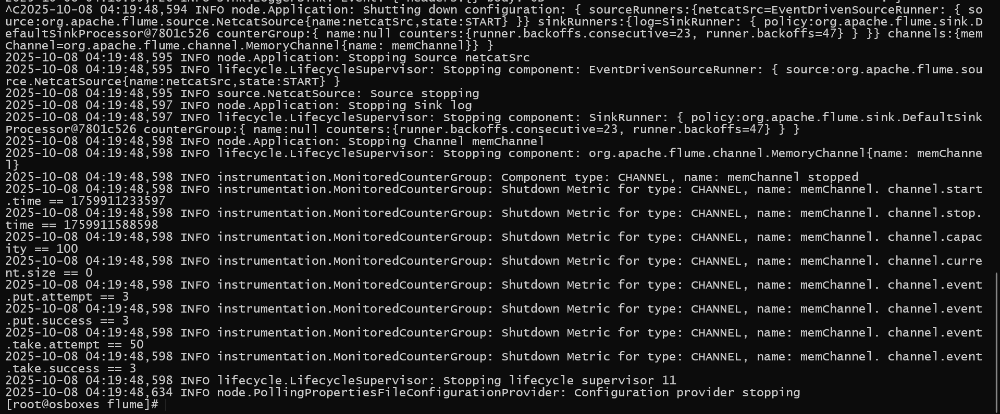 ^C2025-10-08 04:19:48,594 INFO node.Application: Shutting down configuration: { sourceRunners:{netcatSrc=EventDrivenSourceRunner: { so
urce:org.apache.flume.source.NetcatSource{name:netcatSrc,state:START} }} sinkRunners:{log=SinkRunner: { policy:org.apache.flume.sink.D
efaultSinkProcessor@7801c526 counterGroup:{ name:null counters:{runner.backoffs.consecutive=23, runner.backoffs=47} } }} channels:{mem
Channel=org.apache.flume.channel.MemoryChannel{name: memChannel}} }
2025-10-08 04:19:48,595 INFO node.Application: Stopping Source netcatSrc
2025-10-08 04:19:48,595 INFO lifecycle.LifecycleSupervisor: Stopping component: EventDrivenSourceRunner: { source:org.apache.flume.sou
rce.NetcatSource{name:netcatSrc,state:START} }
2025-10-08 04:19:48,595 INFO source.NetcatSource: Source stopping
2025-10-08 04:19:48,597 INFO node.Application: Stopping Sink log
2025-10-08 04:19:48,597 INFO lifecycle.LifecycleSupervisor: Stopping component: SinkRunner: { policy:org.apache.flume.sink.DefaultSink
Processor@7801c526 counterGroup:{ name:null counters:{runner.backoffs.consecutive=23, runner.backoffs=47} } }
2025-10-08 04:19:48,598 INFO node.Application: Stopping Channel memChannel
2025-10-08 04:19:48,598 INFO lifecycle.LifecycleSupervisor: Stopping component: org.apache.flume.channel.MemoryChannel{name: memChanne
l}
2025-10-08 04:19:48,598 INFO instrumentation.MonitoredCounterGroup: Component type: CHANNEL, name: memChannel stopped
2025-10-08 04:19:48,598 INFO instrumentation.MonitoredCounterGroup: Shutdown Metric for type: CHANNEL, name: memChannel. channel.start
.time == 1759911233597
2025-10-08 04:19:48,598 INFO instrumentation.MonitoredCounterGroup: Shutdown Metric for type: CHANNEL, name: memChannel. channel.stop.
time == 1759911588598
2025-10-08 04:19:48,598 INFO instrumentation.MonitoredCounterGroup: Shutdown Metric for type: CHANNEL, name: memChannel. channel.capac
ity == 100
2025-10-08 04:19:48,598 INFO instrumentation.MonitoredCounterGroup: Shutdown Metric for type: CHANNEL, name: memChannel. channel.curre
nt.size == 0
2025-10-08 04:19:48,598 INFO instrumentation.MonitoredCounterGroup: Shutdown Metric for type: CHANNEL, name: memChannel. channel.event
.put.attempt == 3
2025-10-08 04:19:48,598 INFO instrumentation.MonitoredCounterGroup: Shutdown Metric for type: CHANNEL, name: memChannel. channel.event
.put.success == 3
2025-10-08 04:19:48,598 INFO instrumentation.MonitoredCounterGroup: Shutdown Metric for type: CHANNEL, name: memChannel. channel.event
.take.attempt == 50
2025-10-08 04:19:48,598 INFO instrumentation.MonitoredCounterGroup: Shutdown Metric for type: CHANNEL, name: memChannel. channel.event
.take.success == 3
2025-10-08 04:19:48,598 INFO lifecycle.LifecycleSupervisor: Stopping lifecycle supervisor 11
2025-10-08 04:19:48,634 INFO node.PollingPropertiesFileConfigurationProvider: Configuration provider stopping
[root@osboxes flume]#